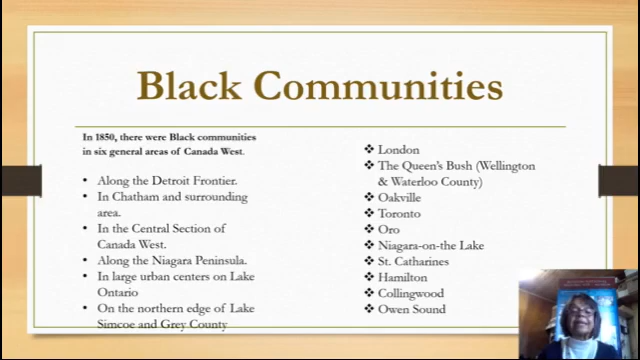 Black Communities
In 1850, there were Black communities
in six general areas of Canada West.
• Along the Detroit Frontier.
• In Chatham and surrounding
area.
• In the Central Section of
Canada West.
• Along the Niagara Peninsula.
• In large urban centers on Lake
Ontario
• On the northern edge of Lake
Simcoe and Grey County
❖ London
❖ The Queen's Bush (Wellington
& Waterloo County)
❖ Oakville
❖ Toronto
❖ Oro
❖ Niagara-on-the Lake
❖ St. Catharines
❖ Hamilton
❖ Collingwood
❖ Owen Sound